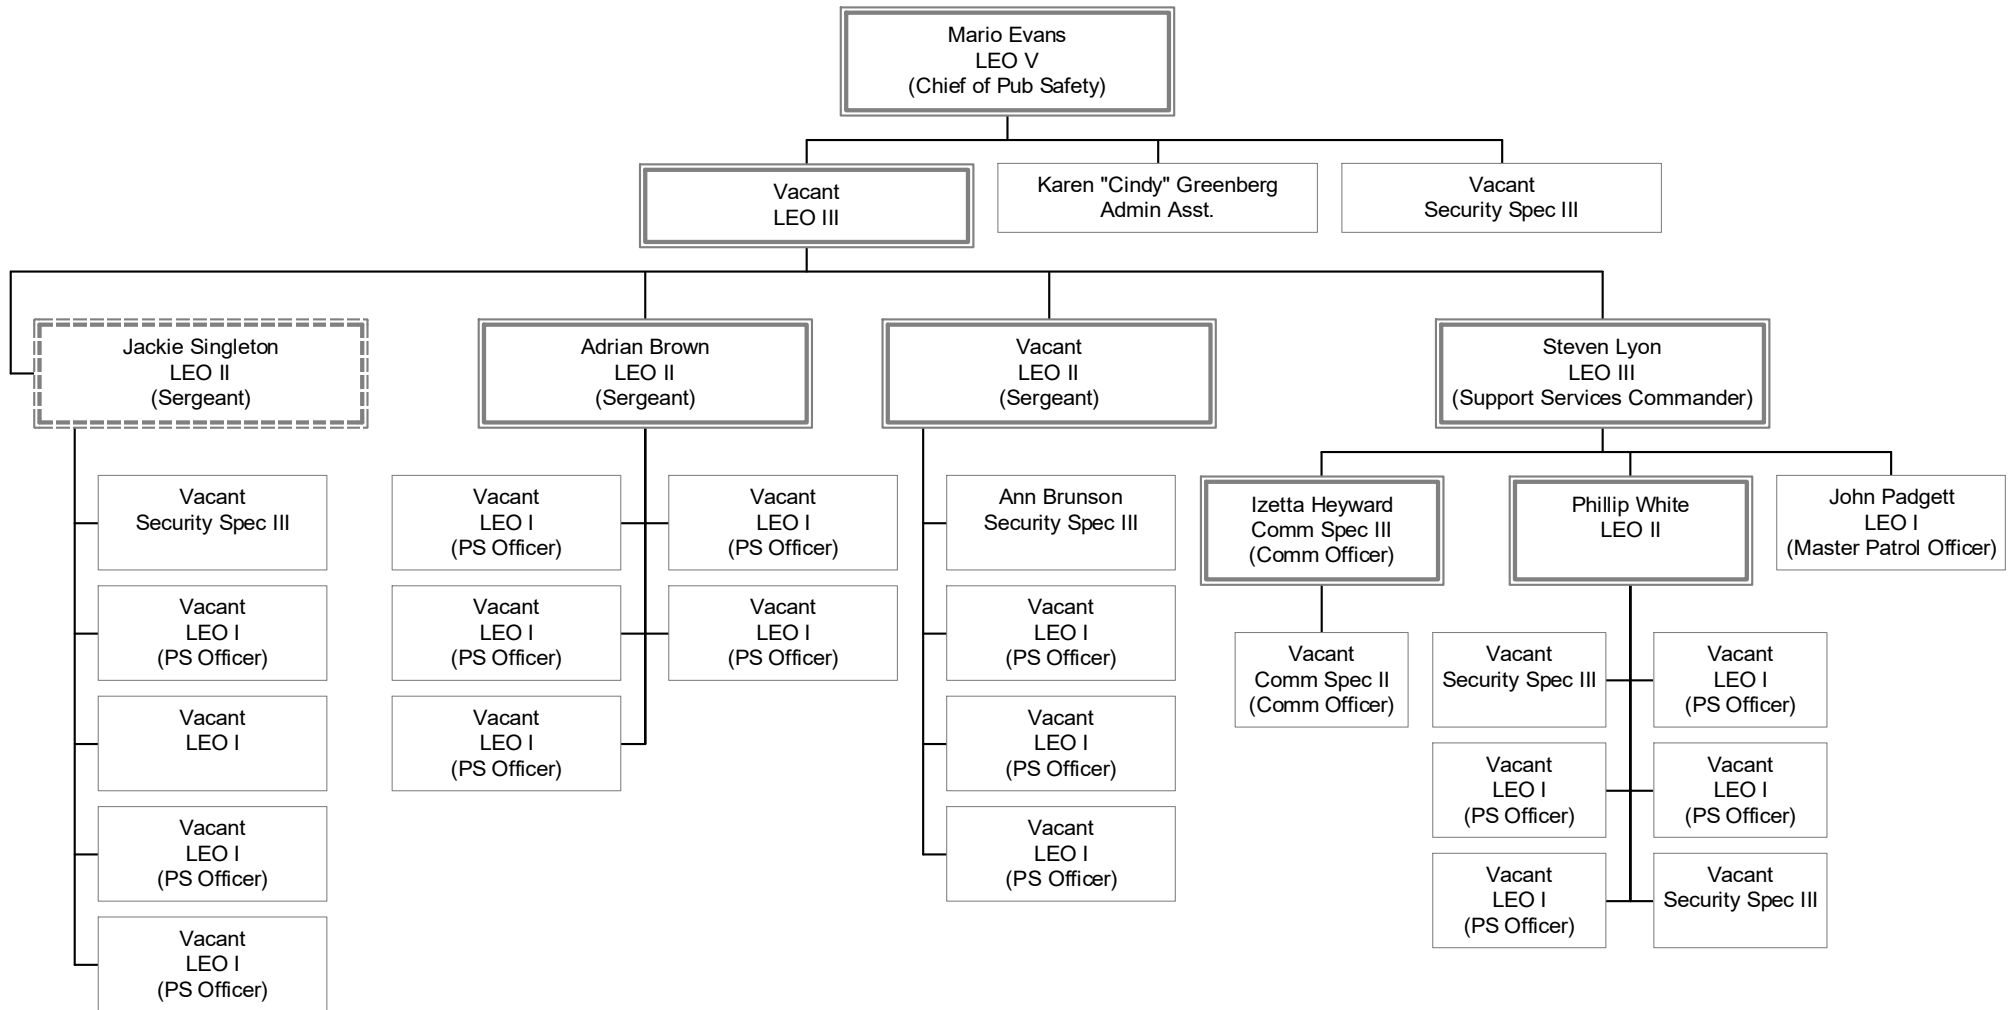 Mario Evans
LEO V
(Chief of Pub Safety)
Vacant
LEO III
Karen "Cindy" Greenberg
Admin Asst.
Vacant
Security Spec III
Jackie Singleton
LEO II
(Sergeant)
Adrian Brown
LEO II
(Sergeant)
Vacant
LEO II
(Sergeant)
Steven Lyon
LEO III
(Support Services Commander)
Vacant
Security Spec III
Vacant
LEO I
(PS Officer)
Vacant
LEO I
Vacant
LEO I
(PS Officer)
Vacant
LEO I
(PS Officer)
Vacant
LEO I
(PS Officer)
Vacant
LEO I
(PS Officer)
Vacant
LEO I
(PS Officer)
Vacant
LEO I
(PS Officer)
Vacant
LEO I
(PS Officer)
Ann Brunson
Security Spec III
Vacant
LEO I
(PS Officer)
Vacant
LEO I
(PS Officer)
Vacant
LEO I
(PS Officer)
Izetta Heyward
Comm Spec III
(Comm Officer)
Phillip White
LEO II
John Padgett
LEO I
(Master Patrol Officer)
Vacant
Comm Spec II
(Comm Officer)
Vacant
Security Spec III
Vacant
LEO I
(PS Officer)
Vacant
LEO I
(PS Officer)
Vacant
LEO I
(PS Officer)
Vacant
LEO I
(PS Officer)
Vacant
Security Spec III